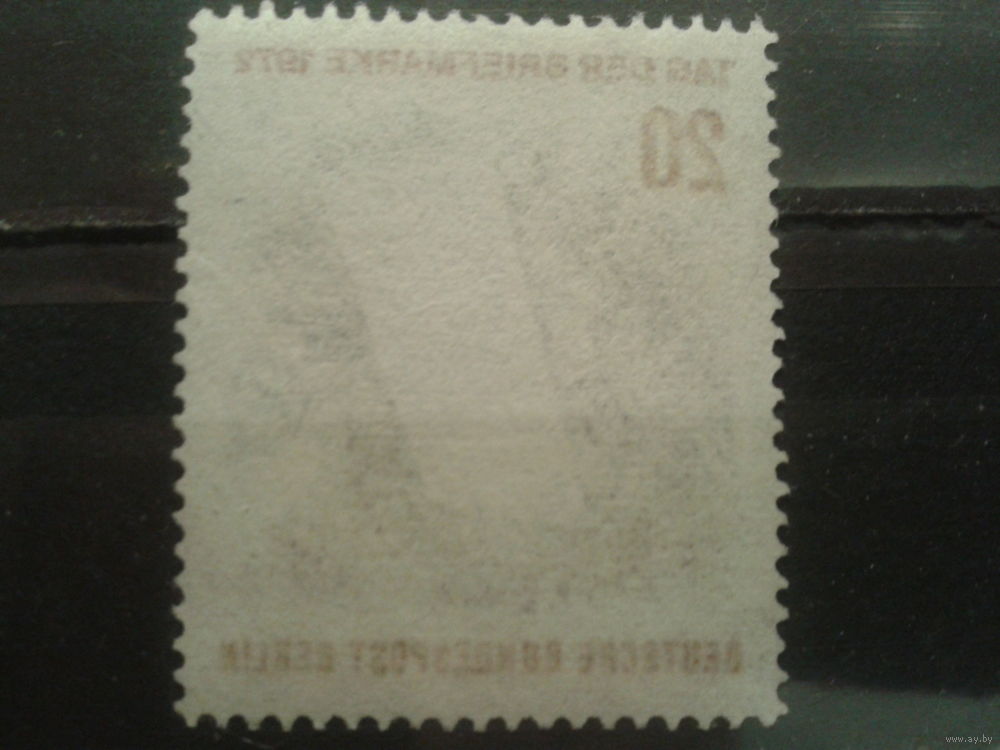 TAG DER BRIEFMARKE 1972
20
DEUTSCHE BUNDESPOST BERLIN
www.ay.by